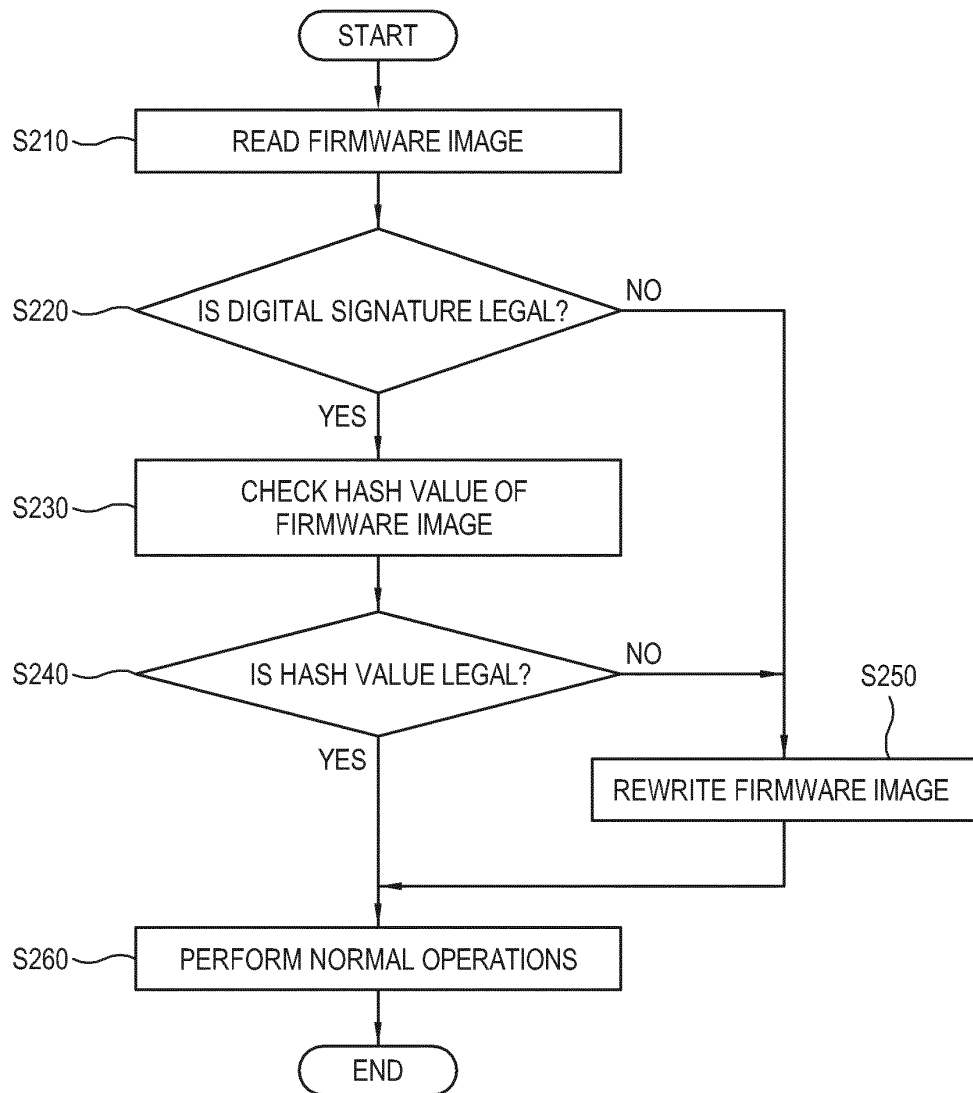 START
S210
READ FIRMWARE IMAGE
S220
IS DIGITAL SIGNATURE LEGAL?
NO
YES
S230
CHECK HASH VALUE OF
FIRMWARE IMAGE
S240
IS HASH VALUE LEGAL?
NO
S250
YES
REWRITE FIRMWARE IMAGE
S260
PERFORM NORMAL OPERATIONS
END